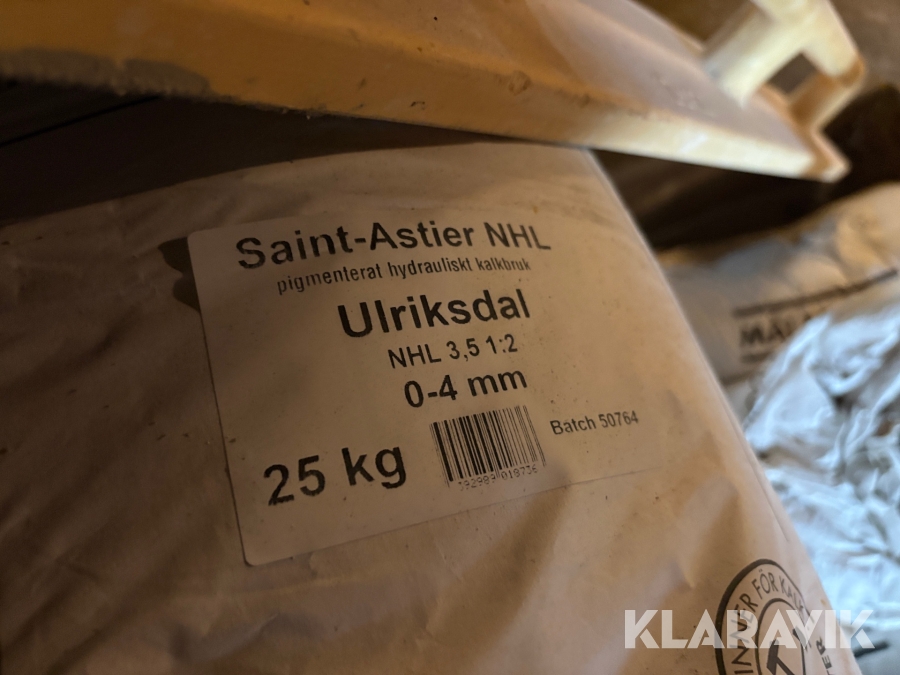 Saint-Astier NHL
pigmenterat hydrauliskt kalkbruk
Ulriksdal
NHL 3,5 1:2
0-4 mm
Batch 50764
25 kg
FÖR
KLARAVIK